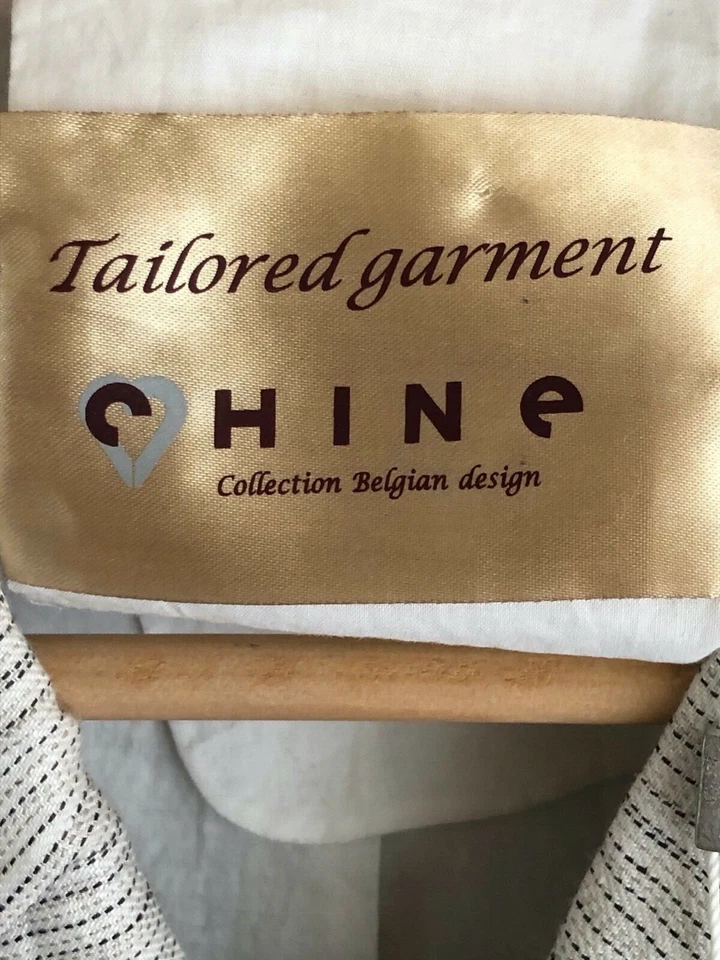 Tailored garment
CHINe
Collection Belgian design